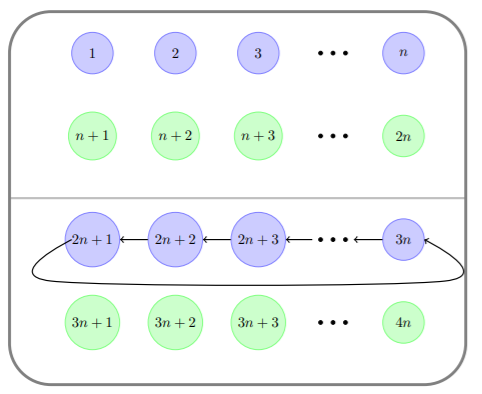 1 2 3 ••• n
n + 1 n + 2 n + 3 ••• 2n
2n + 1 2n + 2 2n + 3 ••• 3n
3n + 1 3n + 2 3n + 3 ••• 4n